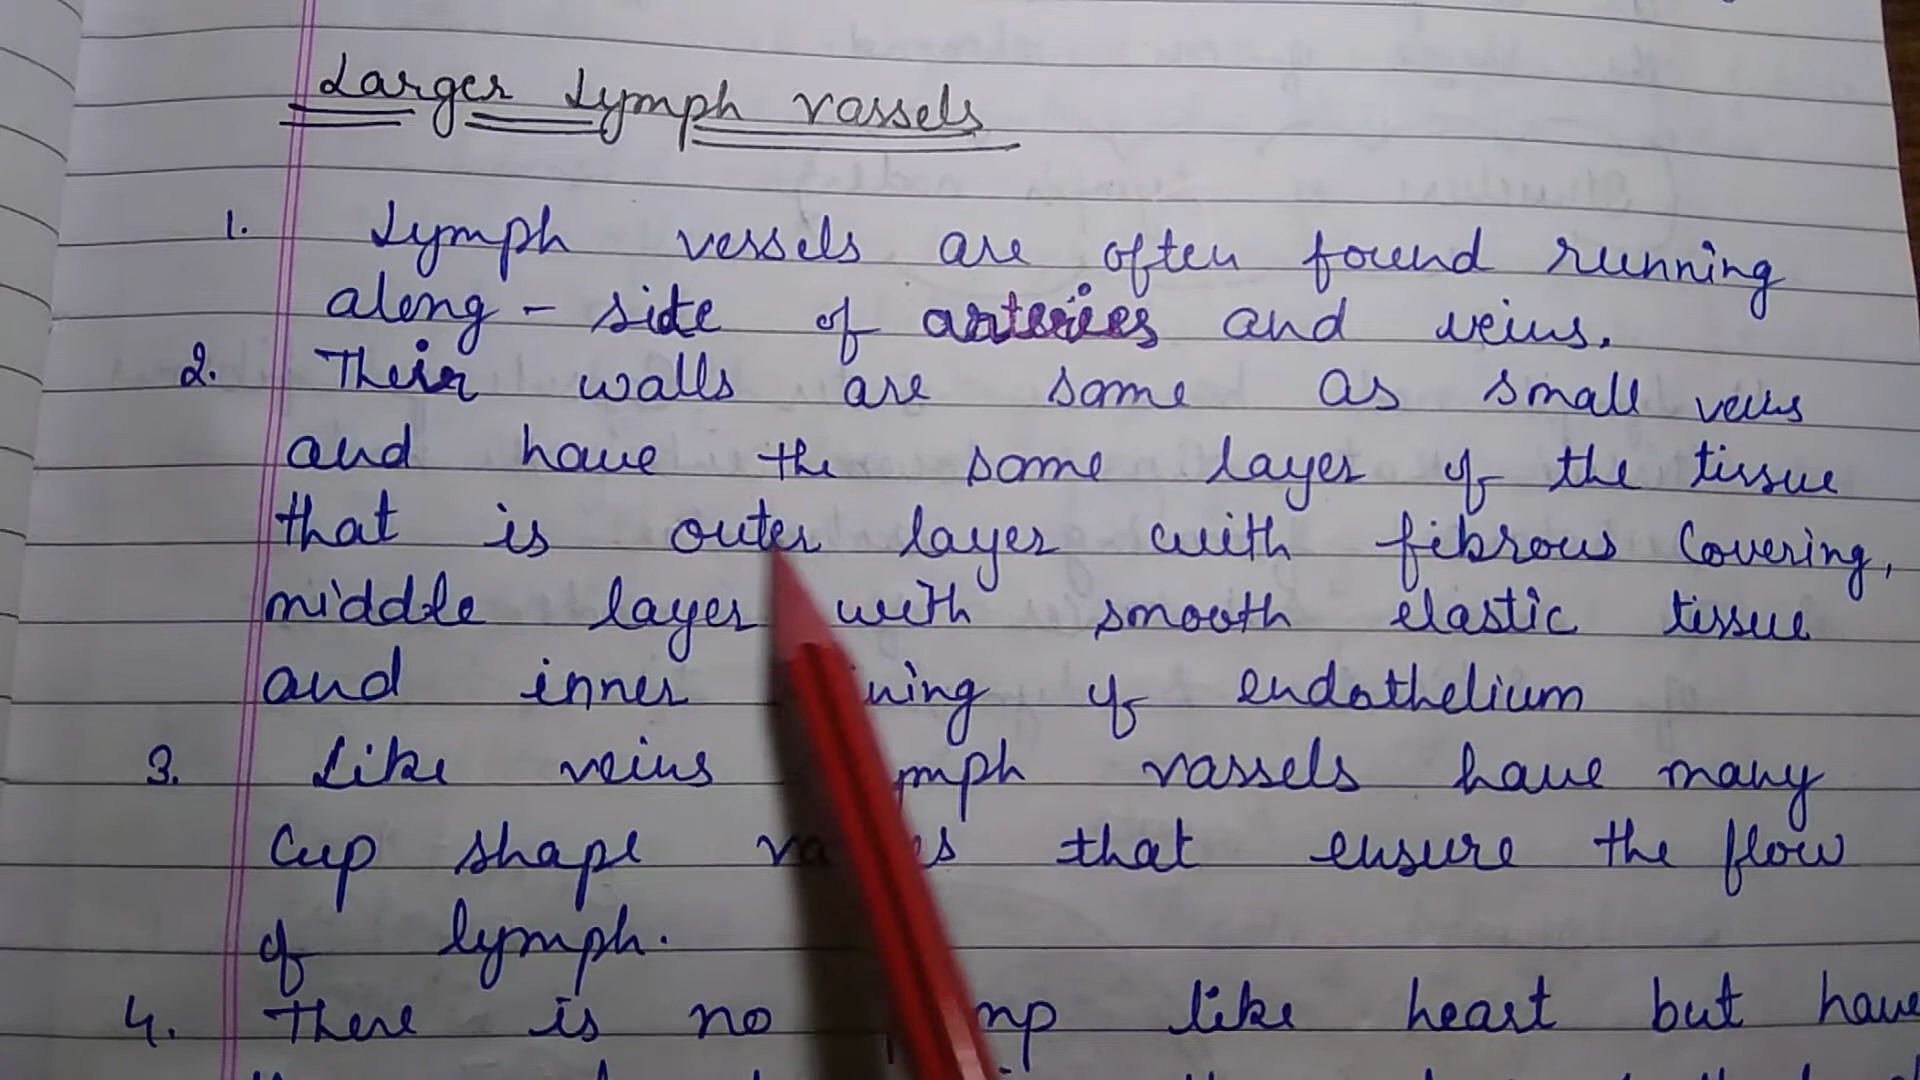 Larger Lymph vassels
1. Lymph vessels are often found running
along - side of arteries and veins.
2. Their walls are same as small veins
and have the same layer of the tissue
that is outer layer with fibrous Covering,
middle layer with smooth elastic tissue
and inner of endothelium
3. Like veins vassels have many
Cup shape that ensure the flow
of lymph.
4. There is no like heart but have